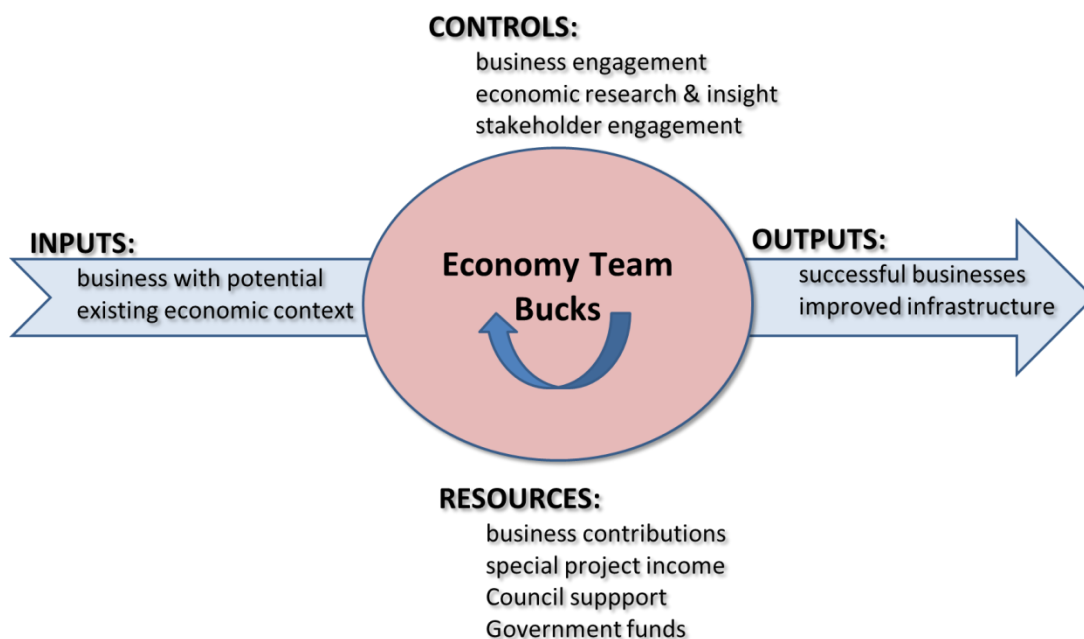 CONTROLS:
business engagement
economic research & insight
stakeholder engagement
INPUTS:
business with potential
existing economic context
Economy Team
Bucks
OUTPUTS:
successful businesses
improved infrastructure
RESOURCES:
business contributions
special project income
Council suppport
Government funds